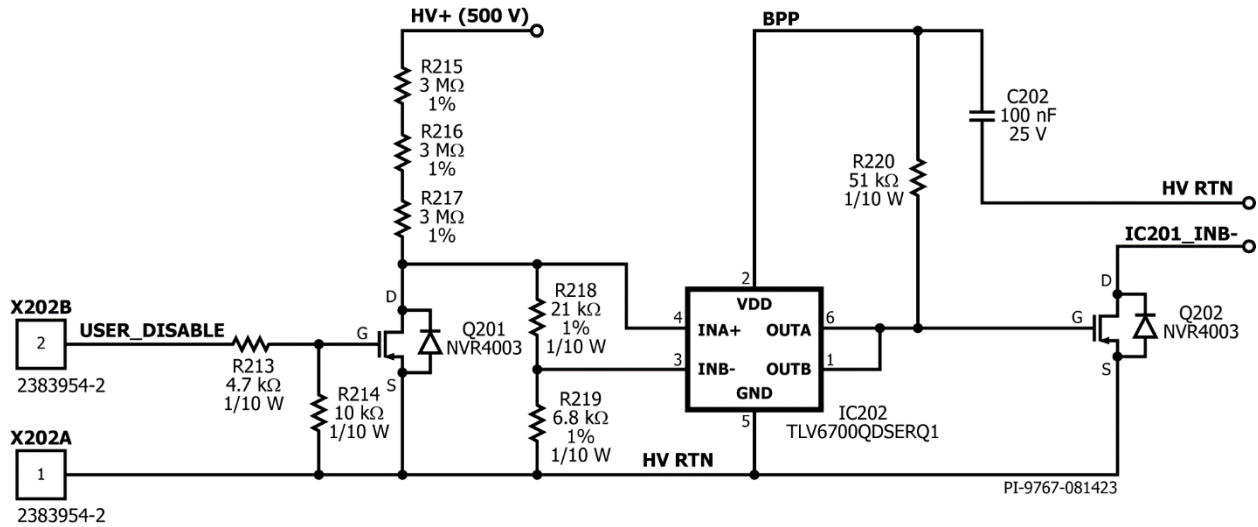 HV+ (500 V)
BPP
R215
3 MΩ
1%
R216
3 MΩ
1%
R217
3 MΩ
1%
C202
100 nF
25 V
R220
51 kΩ
1/10 W
HV RTN
IC201_INB-
X202B
2
2383954-2
USER_DISABLE
R213
4.7 kΩ
1/10 W
R214
10 kΩ
1/10 W
D
G
S
Q201
NVR4003
R218
21 kΩ
1%
1/10 W
R219
6.8 kΩ
1%
1/10 W
2
VDD
4
INA+
OUTA
6
3
INB-
OUTB
1
GND
5
IC202
TLV6700QDSERQ1
D
G
S
Q202
NVR4003
X202A
1
2383954-2
HV RTN
PI-9767-081423